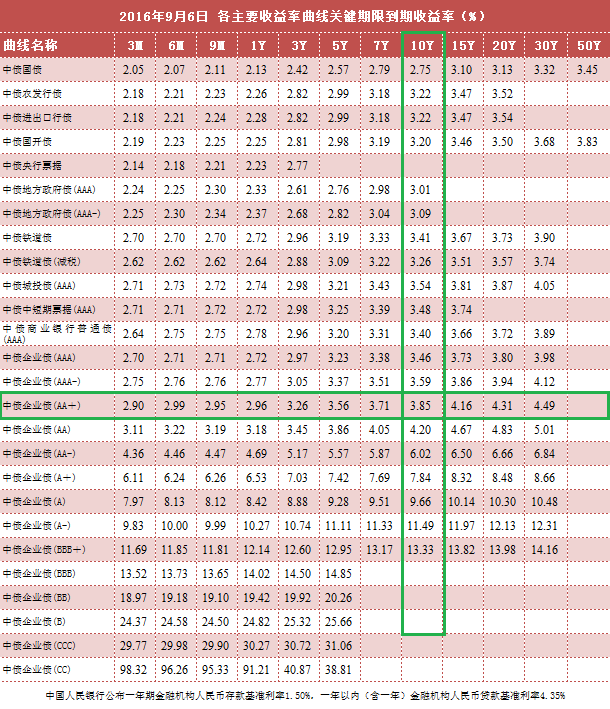 2016年9月6日 各主要收益率曲线关键期限到期收益率（%）
曲线名称 3M 6M 9M 1Y 3Y 5Y 7Y 10Y 15Y 20Y 30Y 50Y
中债国债 2.05 2.07 2.11 2.13 2.42 2.57 2.79 2.75 3.10 3.13 3.32 3.45
中债农发行债 2.18 2.21 2.23 2.26 2.82 2.99 3.18 3.22 3.47 3.52
中债进出口行债 2.18 2.21 2.24 2.28 2.82 2.99 3.18 3.22 3.47 3.54
中债国开债 2.19 2.23 2.25 2.25 2.81 2.98 3.19 3.20 3.46 3.50 3.68 3.83
中债央行票据 2.14 2.18 2.21 2.23 2.77
中债地方政府债(AAA) 2.24 2.25 2.30 2.33 2.61 2.76 2.98 3.01
中债地方政府债(AAA-) 2.25 2.30 2.34 2.37 2.68 2.82 3.04 3.09
中债铁道债 2.70 2.70 2.70 2.72 2.96 3.19 3.33 3.41 3.67 3.73 3.90
中债铁道债(减税) 2.62 2.62 2.62 2.64 2.88 3.09 3.22 3.26 3.51 3.57 3.74
中债城投债(AAA) 2.71 2.73 2.72 2.74 2.98 3.21 3.43 3.54 3.81 3.87 4.05
中债中短期票据(AAA) 2.71 2.71 2.72 2.72 2.98 3.25 3.39 3.48 3.74
中债商业银行普通债
(AAA) 2.64 2.75 2.75 2.78 2.96 3.20 3.31 3.40 3.66 3.72 3.89
中债企业债(AAA) 2.70 2.71 2.71 2.72 2.97 3.23 3.38 3.46 3.73 3.80 3.98
中债企业债(AAA-) 2.75 2.76 2.76 2.77 3.05 3.37 3.51 3.59 3.86 3.94 4.12
中债企业债(AA＋) 2.90 2.99 2.95 2.96 3.26 3.56 3.71 3.85 4.16 4.31 4.49
中债企业债(AA) 3.11 3.22 3.19 3.18 3.45 3.86 4.05 4.20 4.67 4.83 5.01
中债企业债(AA-) 4.36 4.46 4.47 4.69 5.17 5.57 5.87 6.02 6.50 6.66 6.84
中债企业债(A＋) 6.11 6.24 6.26 6.53 7.03 7.42 7.69 7.84 8.32 8.48 8.66
中债企业债(A) 7.97 8.13 8.12 8.42 8.88 9.28 9.51 9.66 10.14 10.30 10.48
中债企业债(A-) 9.83 10.00 9.99 10.27 10.74 11.11 11.33 11.49 11.97 12.13 12.31
中债企业债(BBB＋) 11.69 11.85 11.81 12.14 12.60 12.95 13.17 13.33 13.82 13.98 14.16
中债企业债(BBB) 13.52 13.73 13.65 14.02 14.50 14.85
中债企业债(BB) 18.97 19.18 19.10 19.42 19.92 20.26
中债企业债(B) 24.37 24.58 24.50 24.82 25.32 25.66
中债企业债(CCC) 29.77 29.98 29.90 30.27 30.72 31.06
中债企业债(CC) 98.32 96.26 95.33 91.21 40.87 38.81
中国人民银行公布一年期金融机构人民币存款基准利率1.50%，一年以内（含一年）金融机构人民币贷款基准利率4.35%